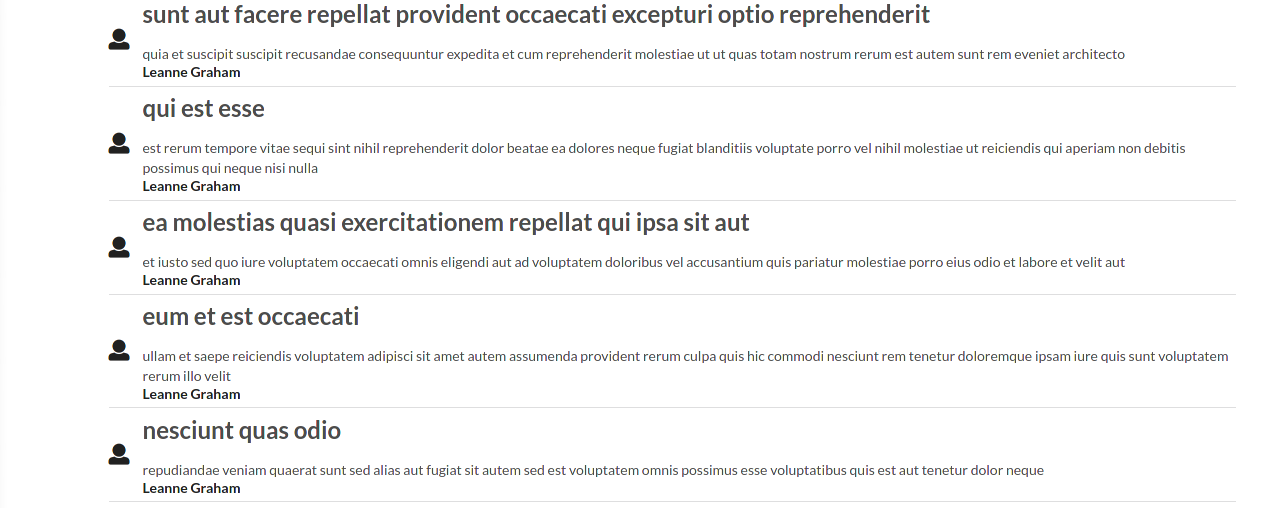 sunt aut facere repellat provident occaecati excepturi optio reprehenderit
quia et suscipit suscipit recusandae consequuntur expedita et cum reprehenderit molestiae ut ut quas totam nostrum rerum est autem sunt rem eveniet architecto
Leanne Graham
qui est esse
est rerum tempore vitae sequi sint nihil reprehenderit dolor beatae ea dolores neque fugiat blanditiis voluptate porro vel nihil molestiae ut reiciendis qui aperiam non debitis
possimus qui neque nisi nulla
Leanne Graham
ea molestias quasi exercitationem repellat qui ipsa sit aut
et iusto sed quo iure voluptatem occaecati omnis eligendi aut ad voluptatem doloribus vel accusantium quis pariatur molestiae porro eius odio et labore et velit aut
Leanne Graham
eum et est occaecati
ullam et saepe reiciendis voluptatem adipisci sit amet autem assumenda provident rerum culpa quis hic commodi nesciunt rem tenetur doloremque ipsam iure quis sunt voluptatem
rerum illo velit
Leanne Graham
nesciunt quas odio
repudiandae veniam quaerat sunt sed alias aut fugiat sit autem sed est voluptatem omnis possimus esse voluptatibus quis est aut tenetur dolor neque
Leanne Graham